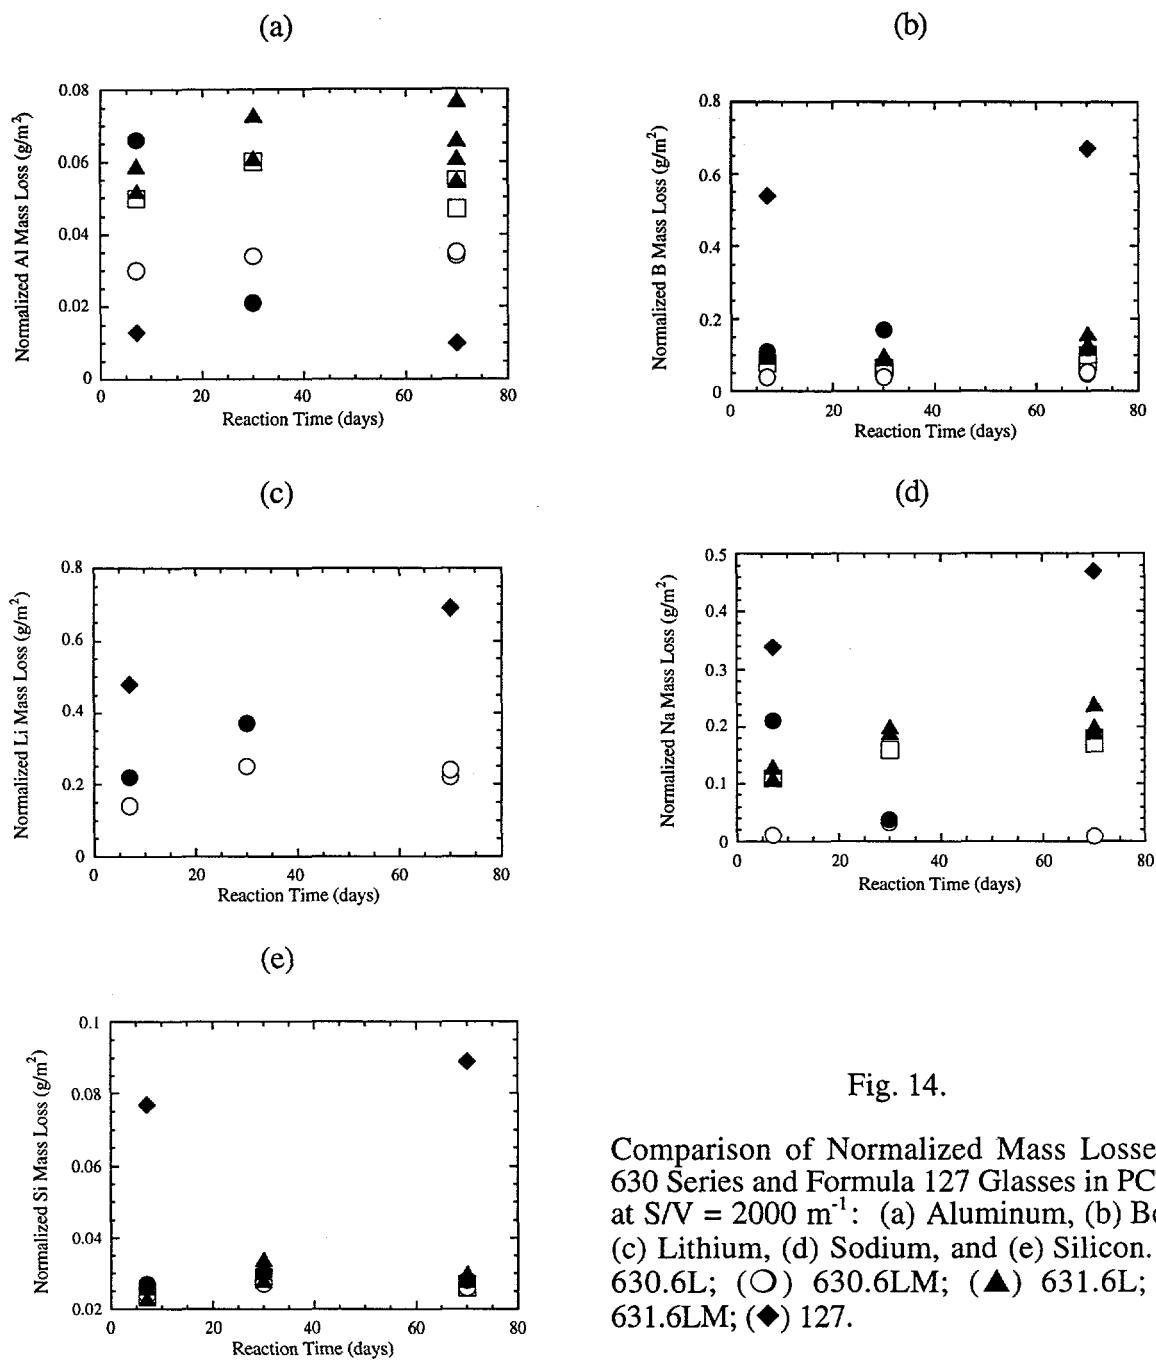 (a)
Normalized Al Mass Loss (g/m²)
0.08
0.06
0.04
0.02
0
0 20 40 60 80
Reaction Time (days)
(b)
Normalized B Mass Loss (g/m²)
0.8
0.6
0.4
0.2
0
0 20 40 60 80
Reaction Time (days)
(c)
Normalized Li Mass Loss (g/m²)
0.8
0.6
0.4
0.2
0
0 20 40 60 80
Reaction Time (days)
(d)
Normalized Na Mass Loss (g/m²)
0.5
0.4
0.3
0.2
0.1
0
0 20 40 60 80
Reaction Time (days)
(e)
Normalized Si Mass Loss (g/m²)
0.1
0.08
0.06
0.04
0.02
0 20 40 60 80
Reaction Time (days)
Fig. 14.
Comparison of Normalized Mass Losse
630 Series and Formula 127 Glasses in PC
at S/V = 2000 m⁻¹: (a) Aluminum, (b) B
(c) Lithium, (d) Sodium, and (e) Silicon.
630.6L; (○) 630.6LM; (▲) 631.6L;
631.6LM; (◆) 127.